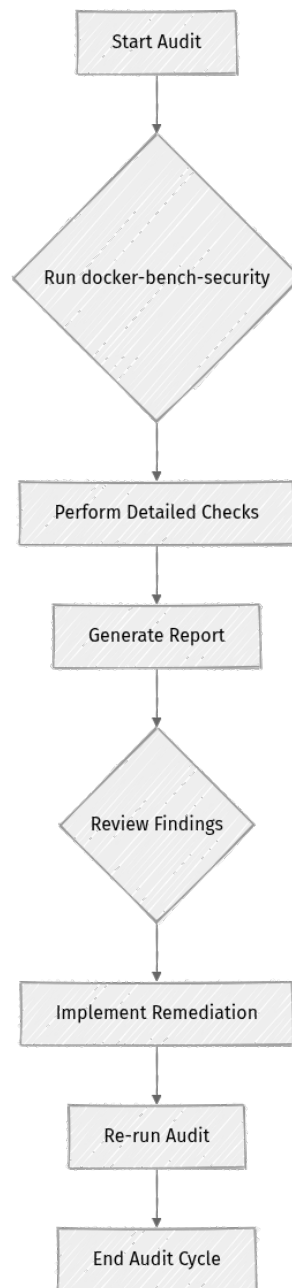 Start Audit
Run docker-bench-security
Perform Detailed Checks
Generate Report
Review Findings
Implement Remediation
Re-run Audit
End Audit Cycle